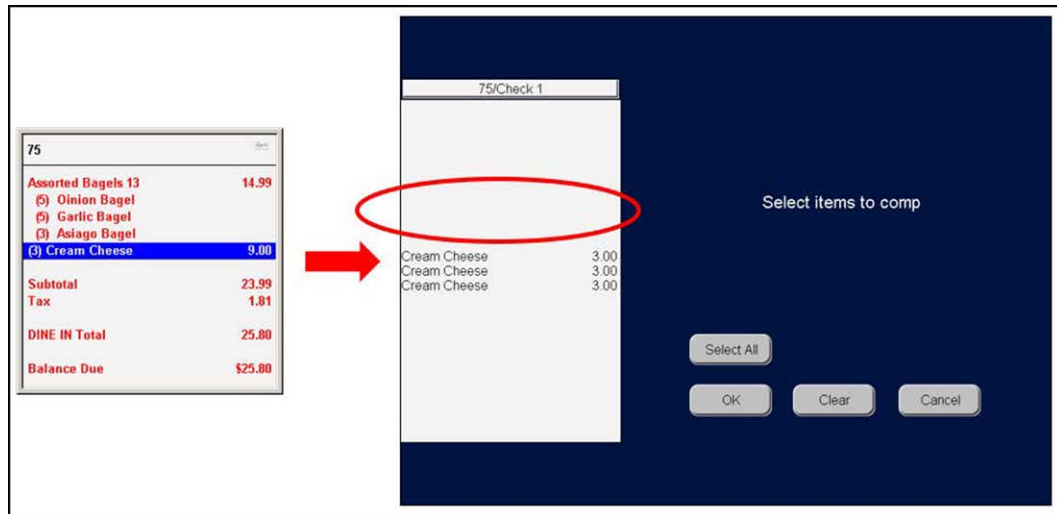 75
Assorted Bagels 13 14.99
(5) Oinion Bagel
(5) Garlic Bagel
(3) Asiago Bagel
(3) Cream Cheese 9.00
Subtotal 23.99
Tax 1.81
DINE IN Total 25.80
Balance Due $25.80
75/Check 1
Cream Cheese 3.00
Cream Cheese 3.00
Cream Cheese 3.00
Select items to comp
Select All
OK Clear Cancel